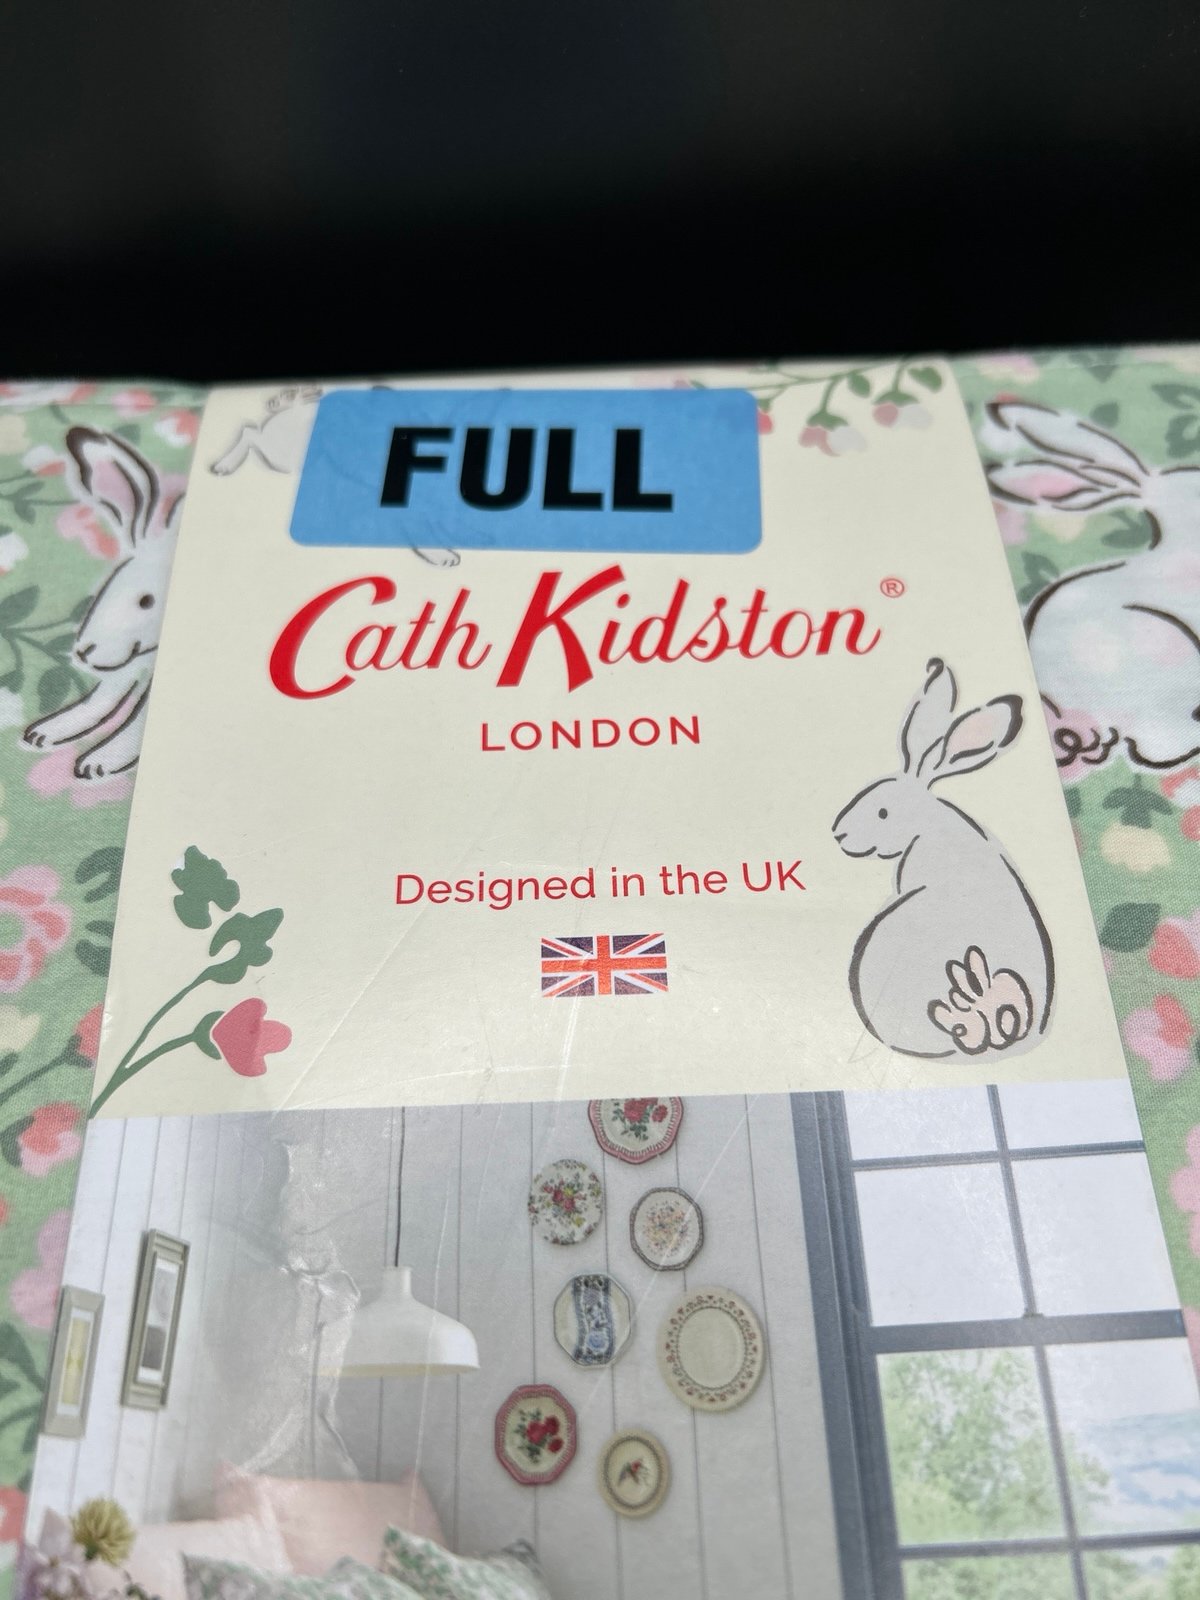 FULL
Cath Kidston®
LONDON
Designed in the UK